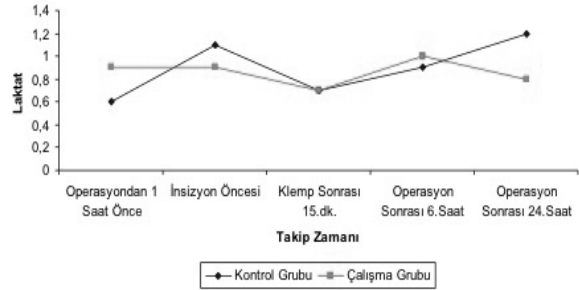 Laktat
1,4
1,2
1
0,8
0,6
0,4
0,2
0
Operasyondan 1
Saat Önce
İnsizyon Öncesi
Klemp Sonrası
15.dk.
Operasyon
Sonrası 6.Saat
Operasyon
Sonrası 24.Saat
Takip Zamanı
Kontrol Grubu
Çalışma Grubu